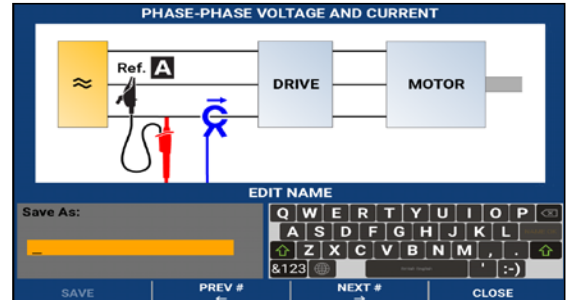 PHASE-PHASE VOLTAGE AND CURRENT
≈
Ref. A
DRIVE
MOTOR
EDIT NAME
Save As:
_
Q W E R T Y U I O P
A S D F G H J K L
Z X C V B N M , .
&123 ' :-)
SAVE
PREV #
←
NEXT #
→
CLOSE